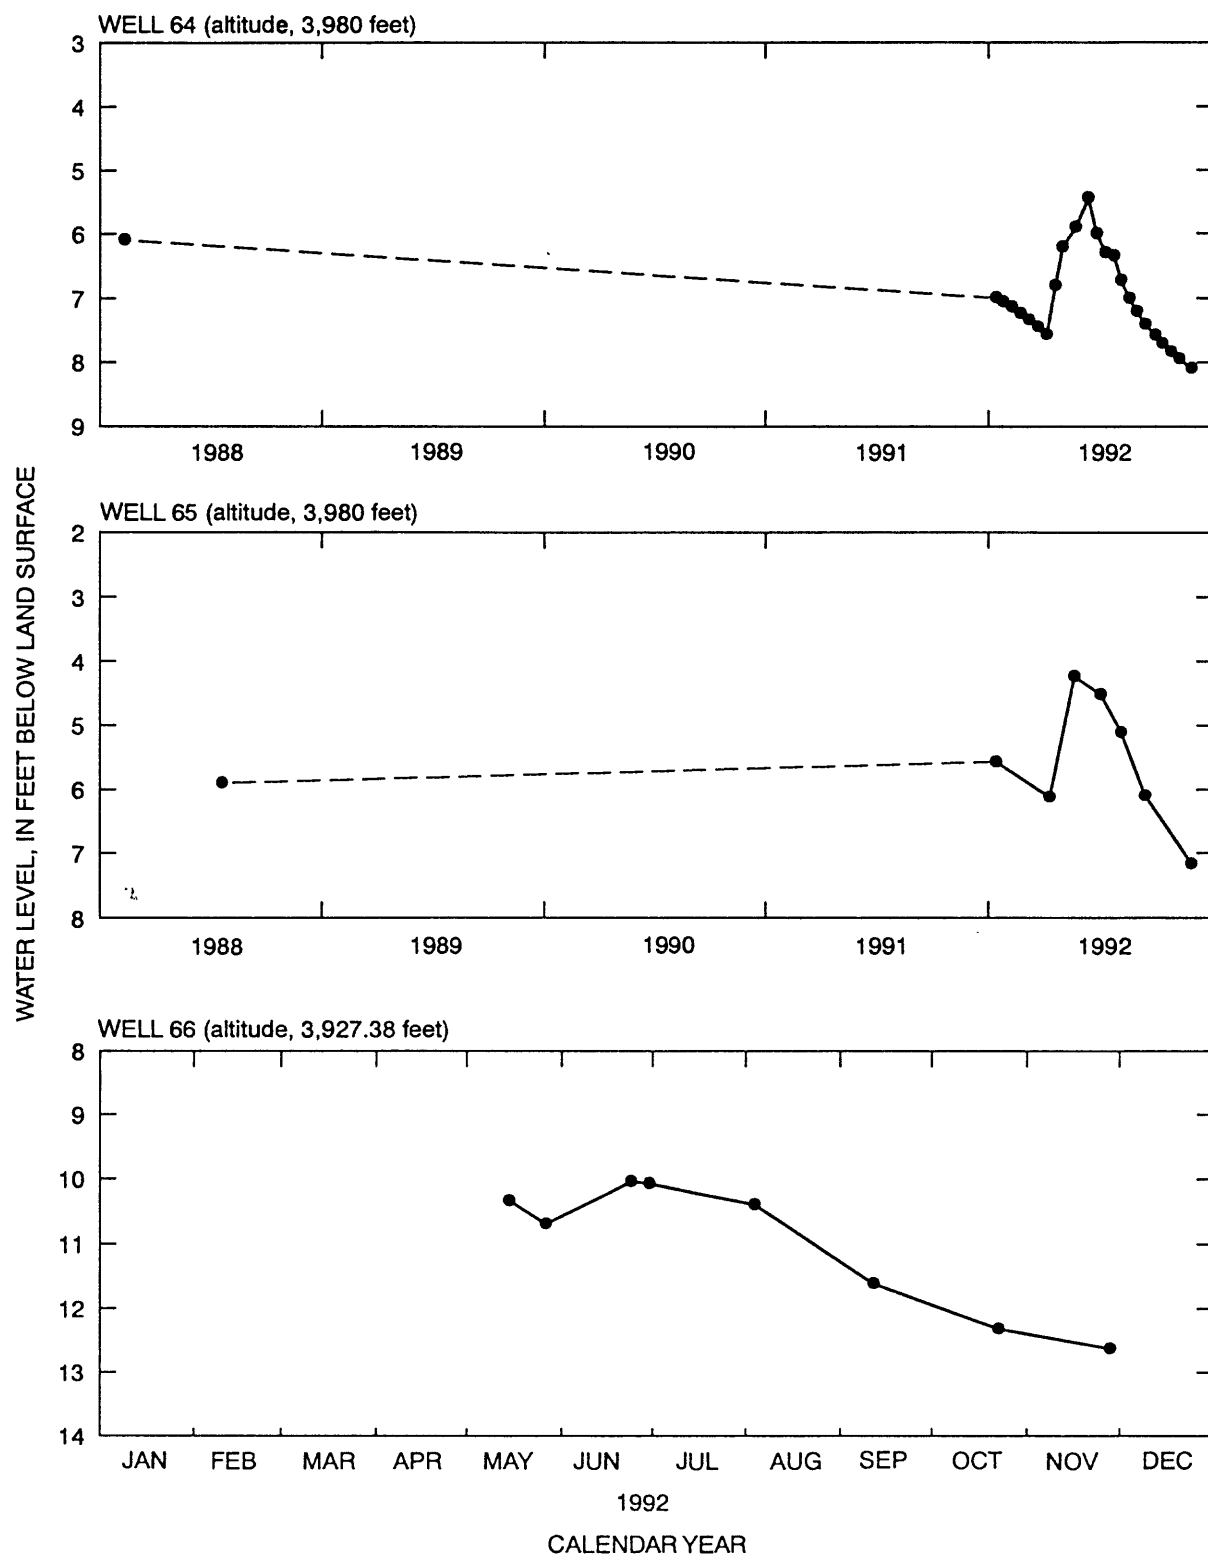 WELL 64 (altitude, 3,980 feet)
3
4
5
6
7
8
9
1988 1989 1990 1991 1992
WELL 65 (altitude, 3,980 feet)
2
3
4
5
6
7
8
1988 1989 1990 1991 1992
WATER LEVEL, IN FEET BELOW LAND SURFACE
WELL 66 (altitude, 3,927.38 feet)
8
9
10
11
12
13
14
JAN FEB MAR APR MAY JUN JUL AUG SEP OCT NOV DEC
1992
CALENDAR YEAR